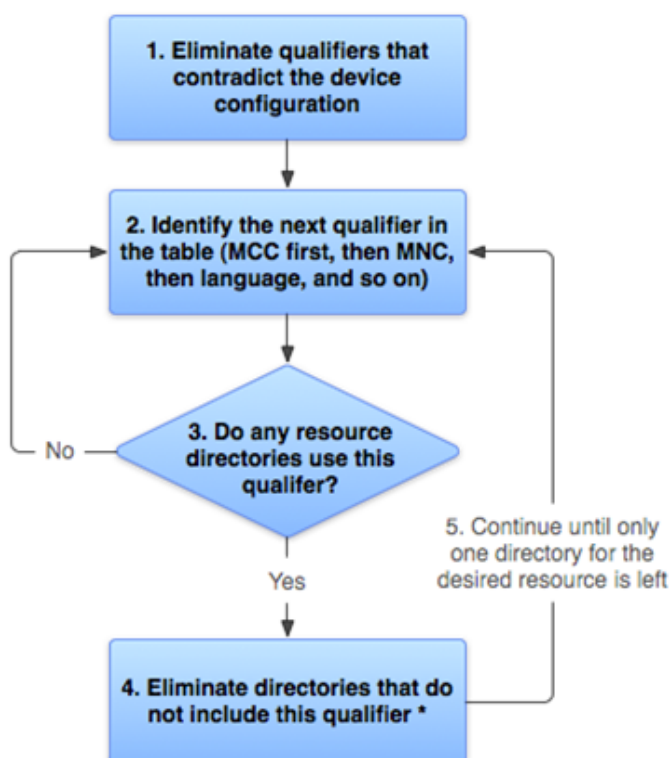 1. Eliminate qualifiers that
contradict the device
configuration
2. Identify the next qualifier in
the table (MCC first, then MNC,
then language, and so on)
3. Do any resource
directories use this
qualifer?
No
Yes
5. Continue until only
one directory for the
desired resource is left
4. Eliminate directories that do
not include this qualifier *